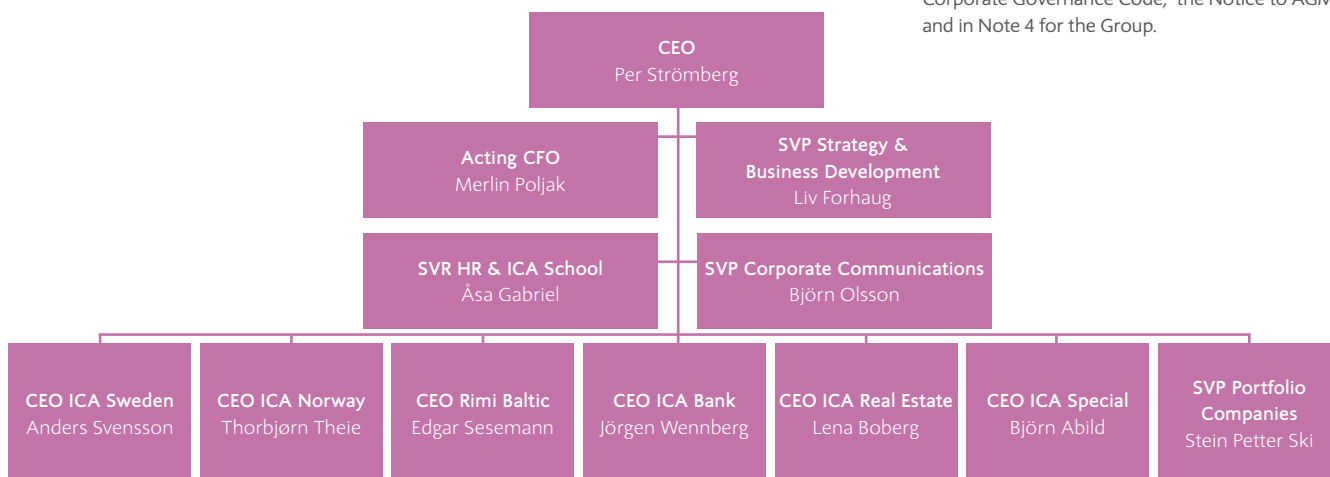 Corporate Governance Code, the Notice to AGM
and in Note 4 for the Group.
CEO
Per Strömberg
Acting CFO
Merlin Poljak
SVP Strategy &
Business Development
Liv Forhaug
SVR HR & ICA School
Åsa Gabriel
SVP Corporate Communications
Björn Olsson
CEO ICA Sweden
Anders Svensson
CEO ICA Norway
Thorbjørn Theie
CEO Rimi Baltic
Edgar Sesemann
CEO ICA Bank
Jörgen Wennberg
CEO ICA Real Estate
Lena Boberg
CEO ICA Special
Björn Abild
SVP Portfolio
Companies
Stein Petter Ski